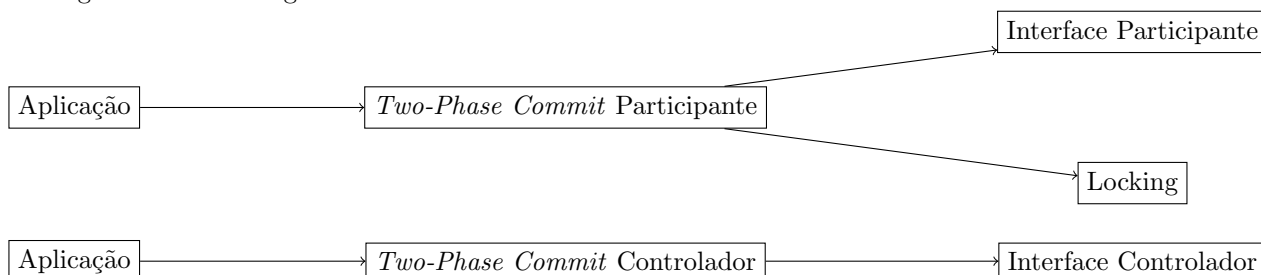 Interface Participante
Aplicação
Two-Phase Commit Participante
Locking
Aplicação
Two-Phase Commit Controlador
Interface Controlador